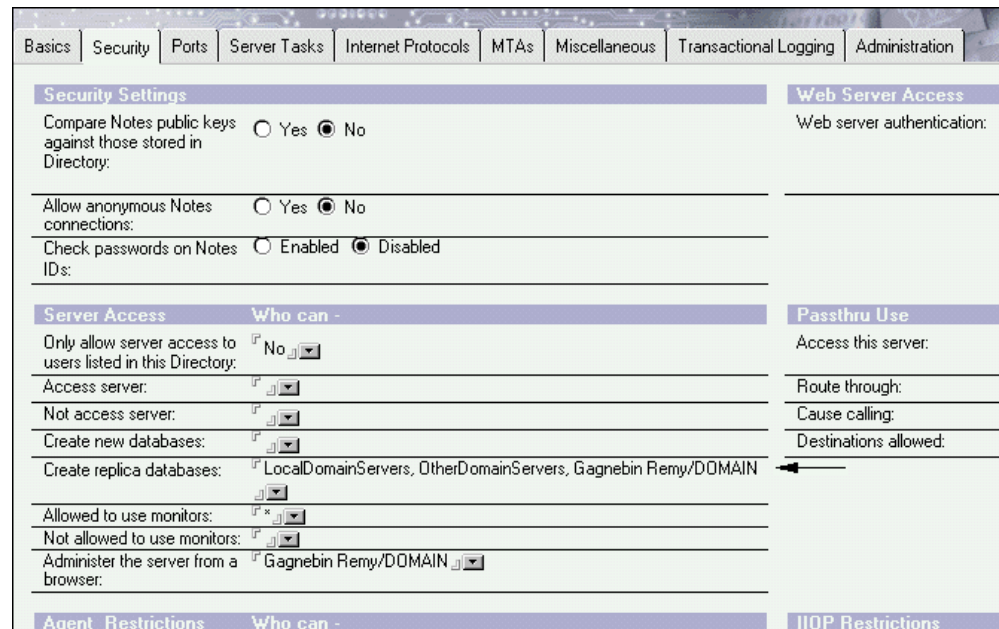 Basics Security Ports Server Tasks Internet Protocols MTAs Miscellaneous Transactional Logging Administration
Security Settings
Compare Notes public keys
against those stored in
Directory:
Yes No
Allow anonymous Notes
connections:
Yes No
Check passwords on Notes
IDs:
Enabled Disabled
Web Server Access
Web server authentication:
Server Access Who can -
Only allow server access to
users listed in this Directory:
No
Access server:
Not access server:
Create new databases:
Create replica databases:
LocalDomainServers, OtherDomainServers, Gagnebin Remy/DOMAIN
Allowed to use monitors:
*
Not allowed to use monitors:
Administer the server from a
browser:
Gagnebin Remy/DOMAIN
Passthru Use
Access this server:
Route through:
Cause calling:
Destinations allowed:
Agent Restrictions Who can -
IIOP Restrictions